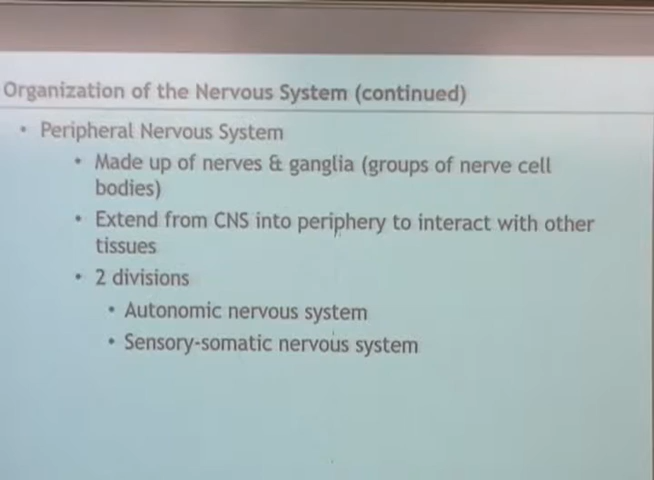 Organization of the Nervous System (continued)
• Peripheral Nervous System
• Made up of nerves & ganglia (groups of nerve cell
bodies)
• Extend from CNS into periphery to interact with other
tissues
• 2 divisions
• Autonomic nervous system
• Sensory-somatic nervous system